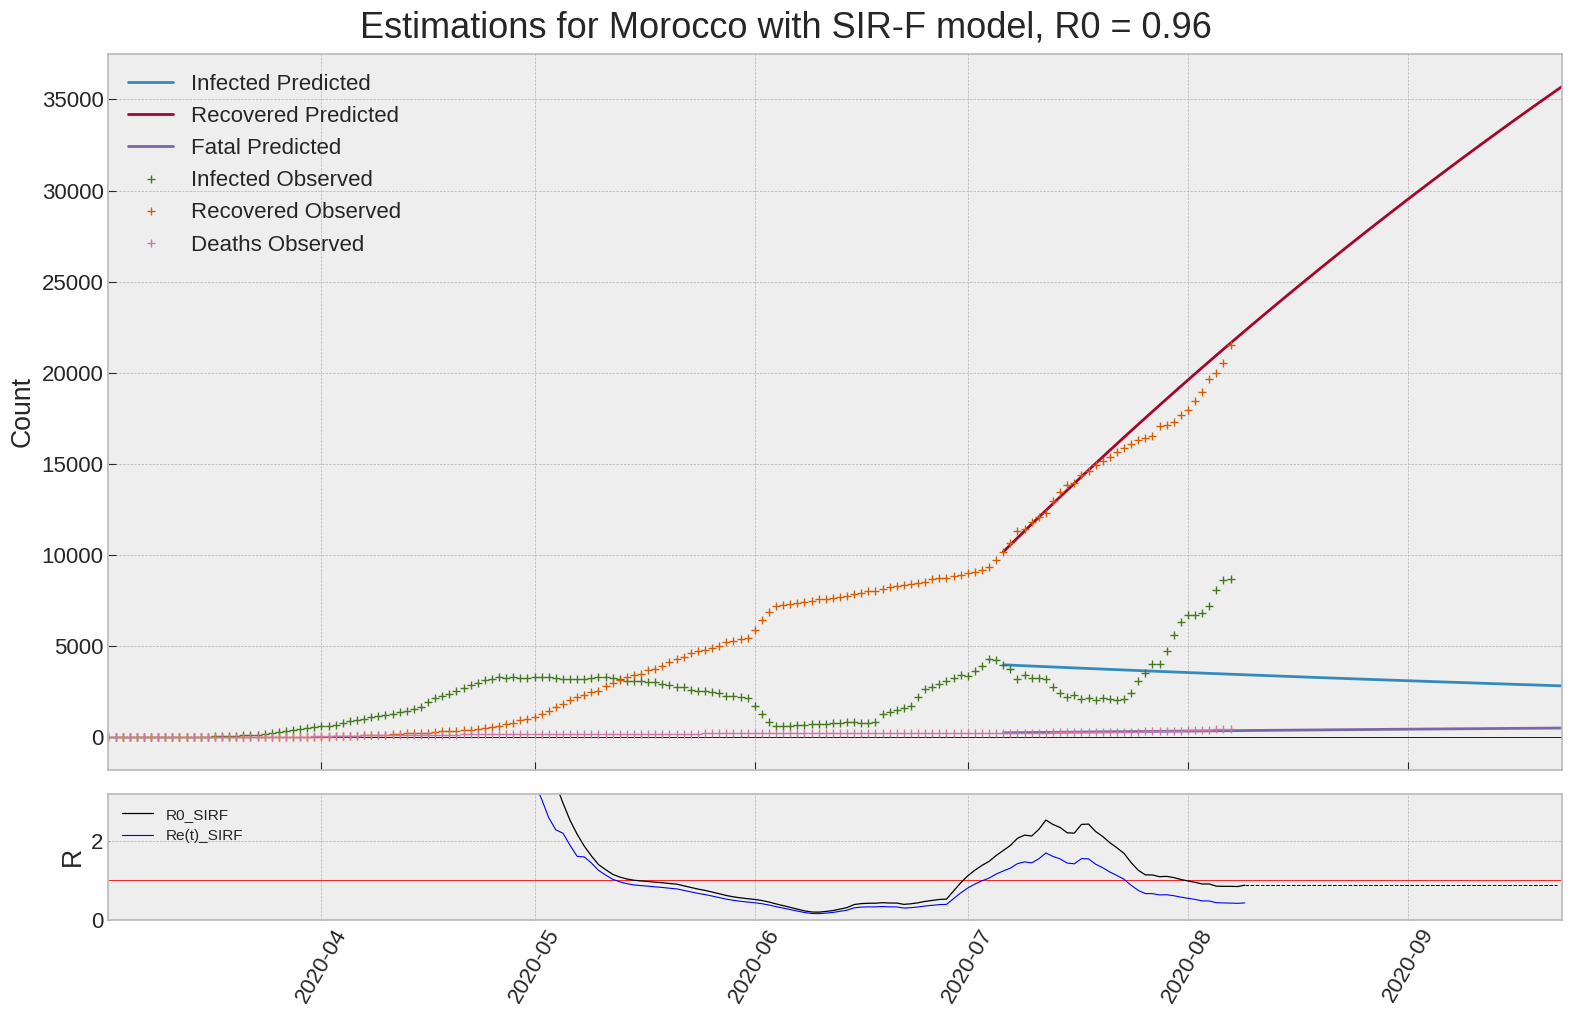 Estimations for Morocco with SIR-F model, R0 = 0.96
Infected Predicted
Recovered Predicted
Fatal Predicted
Infected Observed
Recovered Observed
Deaths Observed
Count
35000
30000
25000
20000
15000
10000
5000
0
R0_SIRF
Re(t)_SIRF
R
2
0
2020-04
2020-05
2020-06
2020-07
2020-08
2020-09